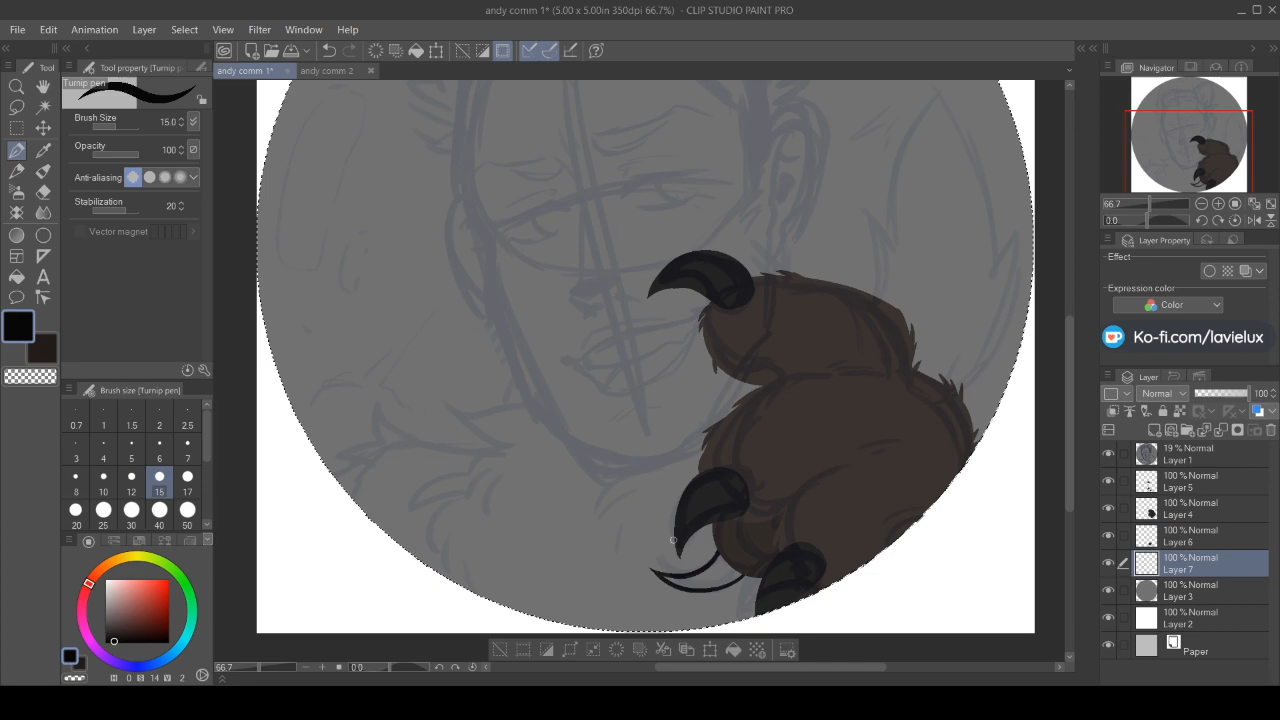 andy comm 1* (5.00 x 5.00in 350dpi 66.7%) - CLIP STUDIO PAINT PRO
File Edit Animation Layer Select View Filter Window Help
Tool
Tool property [Turnip p
andy comm 1*
andy comm 2
Navigator
Turnip pen
Brush Size 15.0
Opacity 100
Anti-aliasing
Stabilization 20
Vector magnet
66.7
0.0
Layer Property
Effect
Expression color
Color
Ko-fi.com/lavielux
Brush size [Turnip pen]
0.7 1 1.5 2 2.5
3 4 5 6 7
8 10 12 15 17
20 25 30 40 50
Layer
Normal 100
19 % Normal
Layer 1
100 % Normal
Layer 5
100 % Normal
Layer 4
100 % Normal
Layer 6
100 % Normal
Layer 7
100 % Normal
Layer 3
100 % Normal
Layer 2
Paper
66.7 0.0
H 0 S 14 V 2